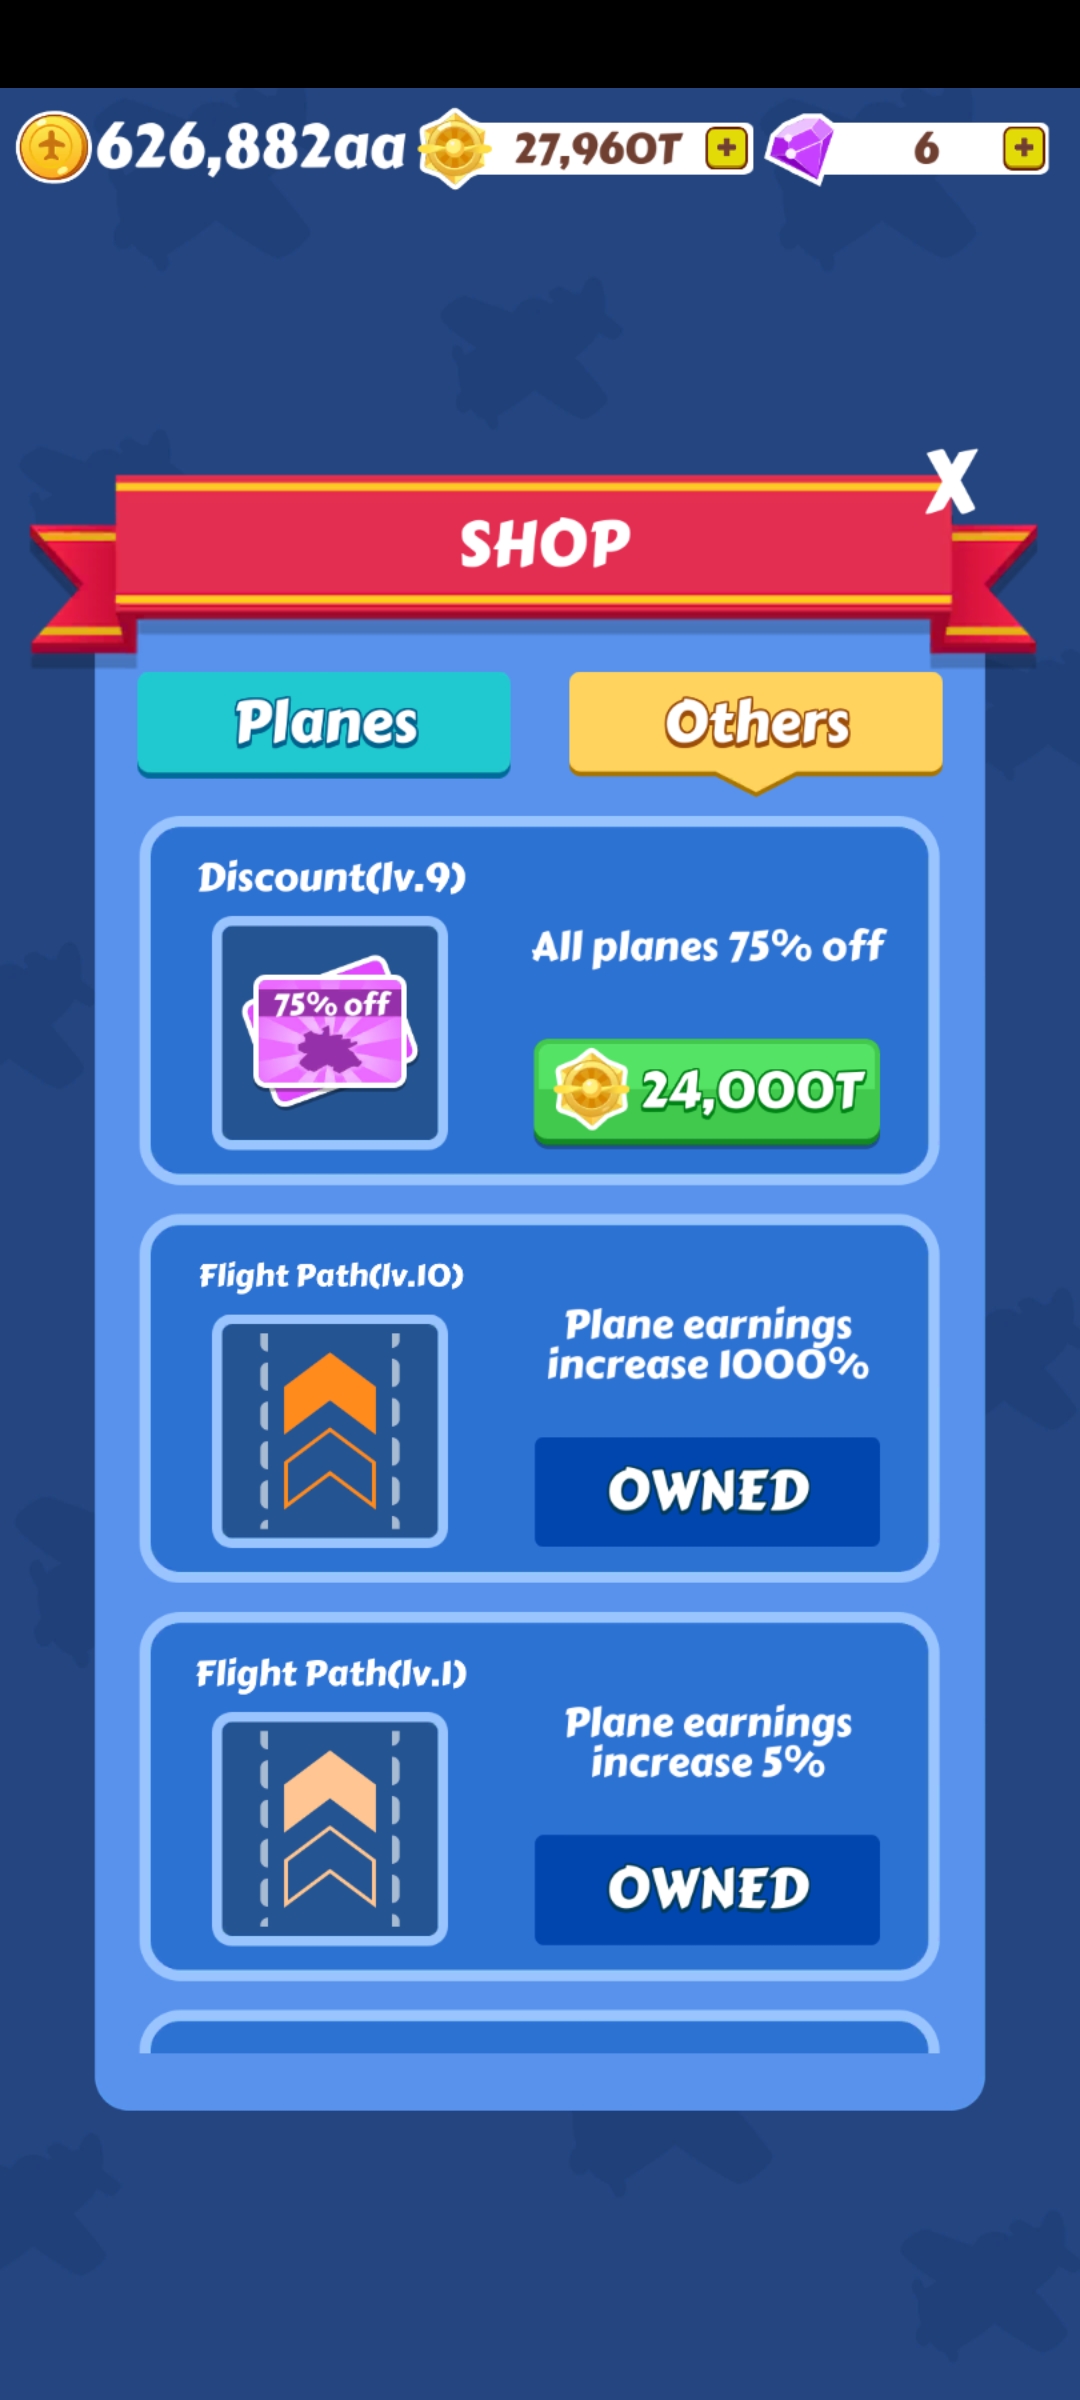 626,882aa 27,960T + 6 +
X
SHOP
Planes Others
Discount(lv.9)
All planes 75% off
75% off
24,000T
Flight Path(lv.10)
Plane earnings
increase 1000%
OWNED
Flight Path(lv.1)
Plane earnings
increase 5%
OWNED